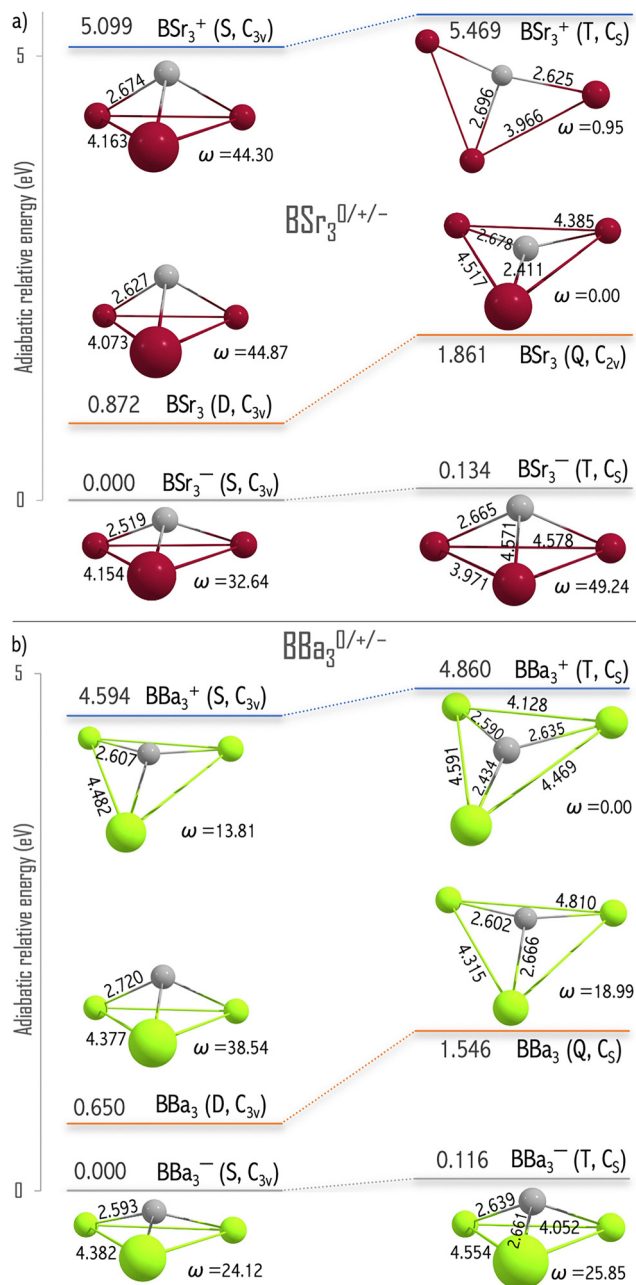 a)
5.099 BSr₃⁺ (S, C₃ᵥ)
5.469 BSr₃⁺ (T, Cₛ)
5
2.674
4.163
ω=44.30
2.625
2.696
3.966
ω=0.95
BSr₃⁰/⁺/⁻
Adiabatic relative energy (eV)
2.627
4.073
ω=44.87
4.385
2.678
4.517
2.411
ω=0.00
1.861 BSr₃ (Q, C₂ᵥ)
0.872 BSr₃ (D, C₃ᵥ)
0.000 BSr₃⁻ (S, C₃ᵥ)
0.134 BSr₃⁻ (T, Cₛ)
0
2.519
4.154
ω=32.64
2.665
4.571
4.578
3.971
ω=49.24
b)
BBa₃⁰/⁺/⁻
5
4.594 BBa₃⁺ (S, C₃ᵥ)
4.860 BBa₃⁺ (T, Cₛ)
2.607
4.482
ω=13.81
4.128
2.590
2.635
4.591
2.434
4.469
ω=0.00
Adiabatic relative energy (eV)
2.720
4.377
ω=38.54
4.810
2.602
4.315
2.666
ω=18.99
1.546 BBa₃ (Q, Cₛ)
0.650 BBa₃ (D, C₃ᵥ)
0.000 BBa₃⁻ (S, C₃ᵥ)
0.116 BBa₃⁻ (T, Cₛ)
0
2.593
4.382
ω=24.12
2.639
2.661
4.052
4.554
ω=25.85